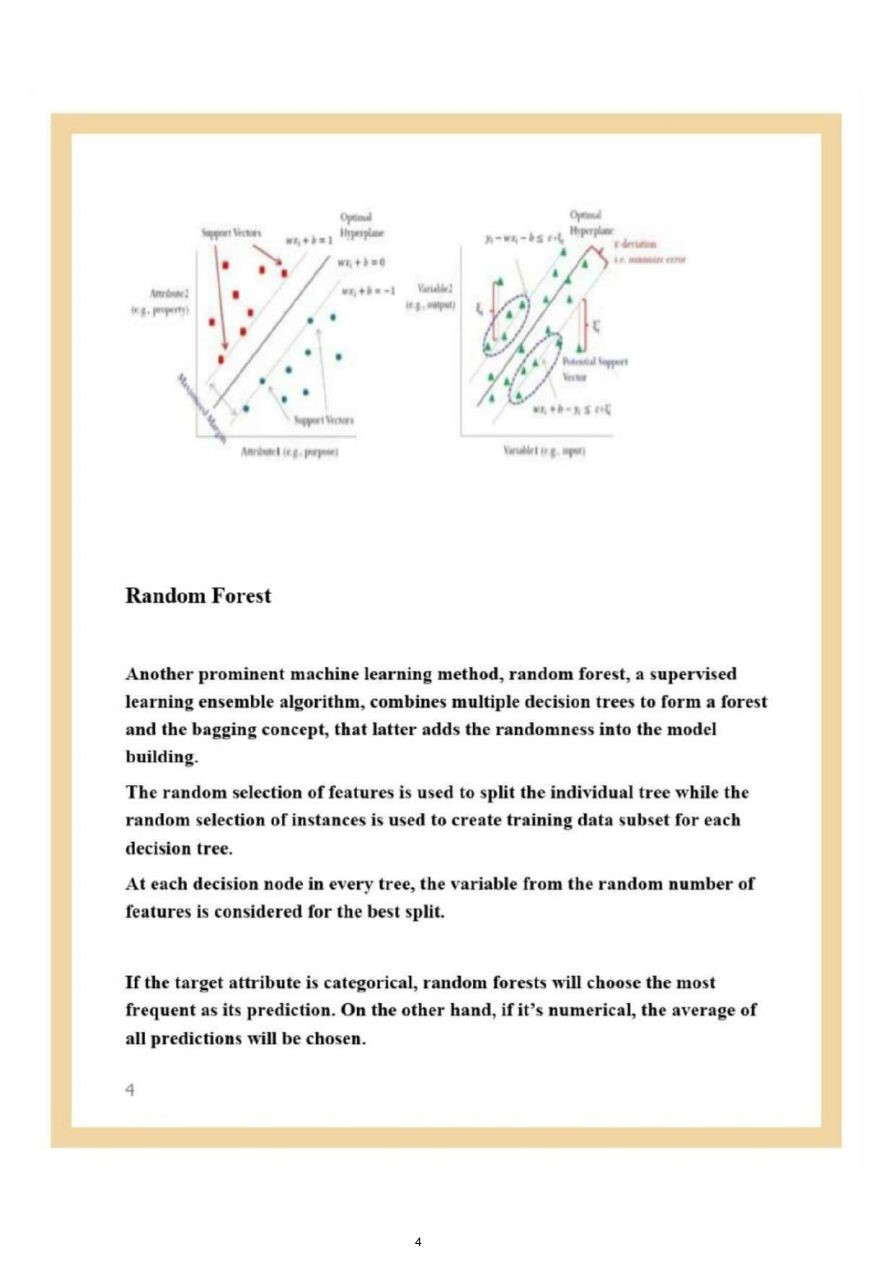 Optimal
Hyperplane
Support Vectors
wxᵢ + b = 1
wxᵢ + b = 0
wxᵢ + b = −1
Attribute2
(e.g., property)
Maximized Margin
Support Vectors
Attribute1 (e.g., purpose)
Optimal
Hyperplane
yᵢ − wxᵢ − b ≤ ε+ξᵢ
ε deviation
i.e. minimize error
Variable2
(e.g., output)
Potential Support
Vector
Variable1 (e.g., input)
Random Forest
Another prominent machine learning method, random forest, a supervised
learning ensemble algorithm, combines multiple decision trees to form a forest
and the bagging concept, that latter adds the randomness into the model
building.
The random selection of features is used to split the individual tree while the
random selection of instances is used to create training data subset for each
decision tree.
At each decision node in every tree, the variable from the random number of
features is considered for the best split.
If the target attribute is categorical, random forests will choose the most
frequent as its prediction. On the other hand, if it’s numerical, the average of
all predictions will be chosen.
4
4